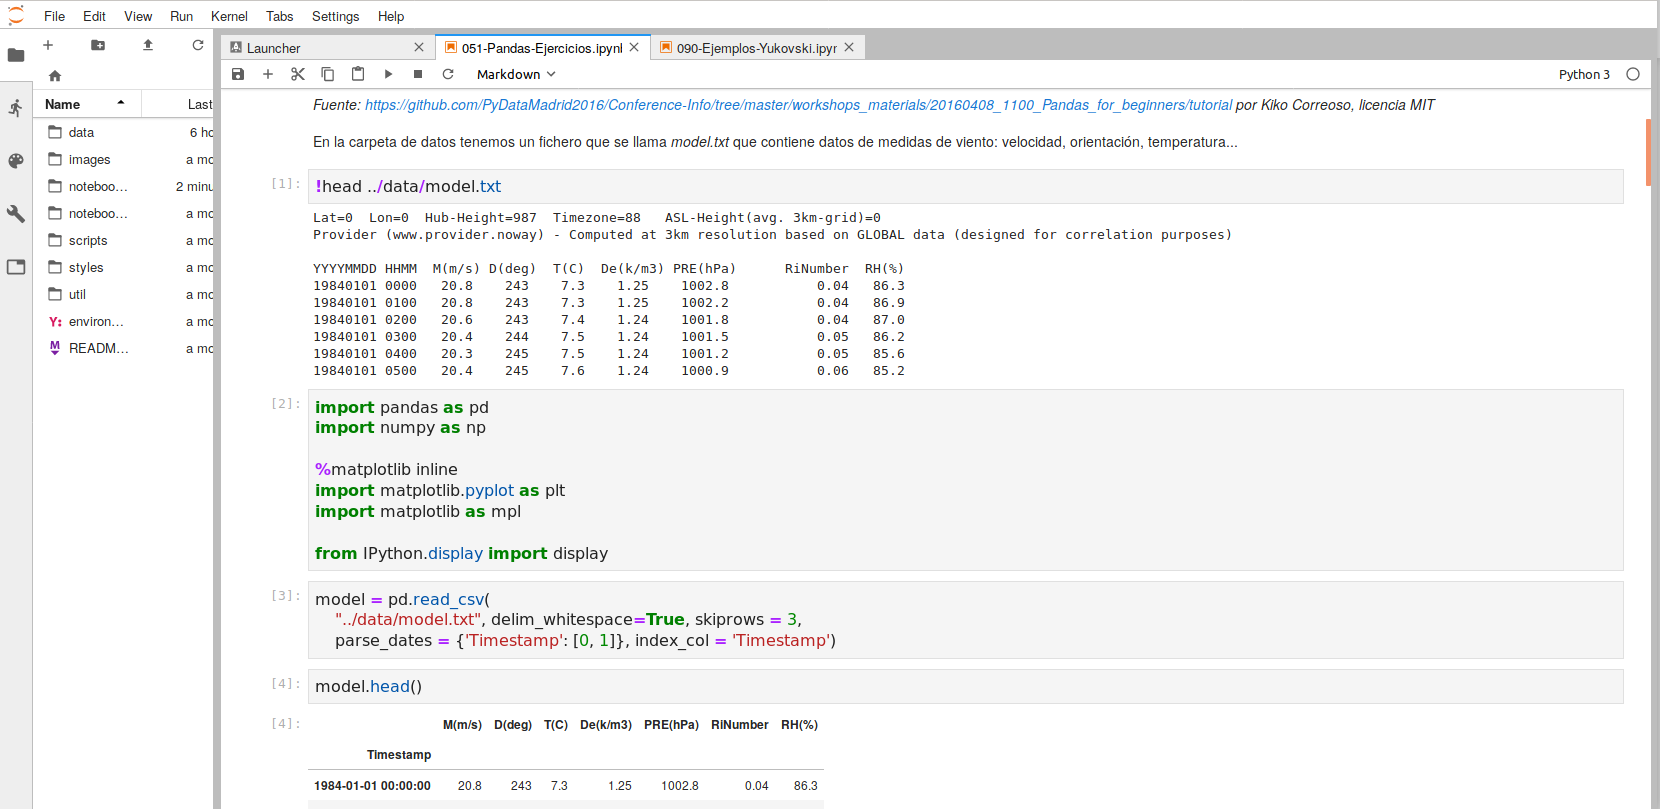 File Edit View Run Kernel Tabs Settings Help
Launcher
051-Pandas-Ejercicios.ipynl
090-Ejemplos-Yukovski.ipyr
Markdown
Python 3
Name
Last
data 6 ho
images a mo
noteboo… 2 minu
noteboo… a mo
scripts a mo
styles a mo
util a mo
Y: environ… a mo
M READM… a mo
Fuente: https://github.com/PyDataMadrid2016/Conference-Info/tree/master/workshops_materials/20160408_1100_Pandas_for_beginners/tutorial por Kiko Correoso, licencia MIT
En la carpeta de datos tenemos un fichero que se llama model.txt que contiene datos de medidas de viento: velocidad, orientación, temperatura...
[1]: !head ../data/model.txt
Lat=0  Lon=0  Hub-Height=987  Timezone=88   ASL-Height(avg. 3km-grid)=0
Provider (www.provider.noway) - Computed at 3km resolution based on GLOBAL data (designed for correlation purposes)
YYYYMMDD HHMM  M(m/s) D(deg)  T(C)  De(k/m3) PRE(hPa)      RiNumber  RH(%)
19840101 0000   20.8    243    7.3    1.25    1002.8           0.04   86.3
19840101 0100   20.8    243    7.3    1.25    1002.2           0.04   86.9
19840101 0200   20.6    243    7.4    1.24    1001.8           0.04   87.0
19840101 0300   20.4    244    7.5    1.24    1001.5           0.05   86.2
19840101 0400   20.3    245    7.5    1.24    1001.2           0.05   85.6
19840101 0500   20.4    245    7.6    1.24    1000.9           0.06   85.2
[2]: import pandas as pd
import numpy as np
%matplotlib inline
import matplotlib.pyplot as plt
import matplotlib as mpl
from IPython.display import display
[3]: model = pd.read_csv(
"../data/model.txt", delim_whitespace=True, skiprows = 3,
parse_dates = {'Timestamp': [0, 1]}, index_col = 'Timestamp')
[4]: model.head()
[4]: M(m/s) D(deg) T(C) De(k/m3) PRE(hPa) RiNumber RH(%)
Timestamp
1984-01-01 00:00:00 20.8 243 7.3 1.25 1002.8 0.04 86.3